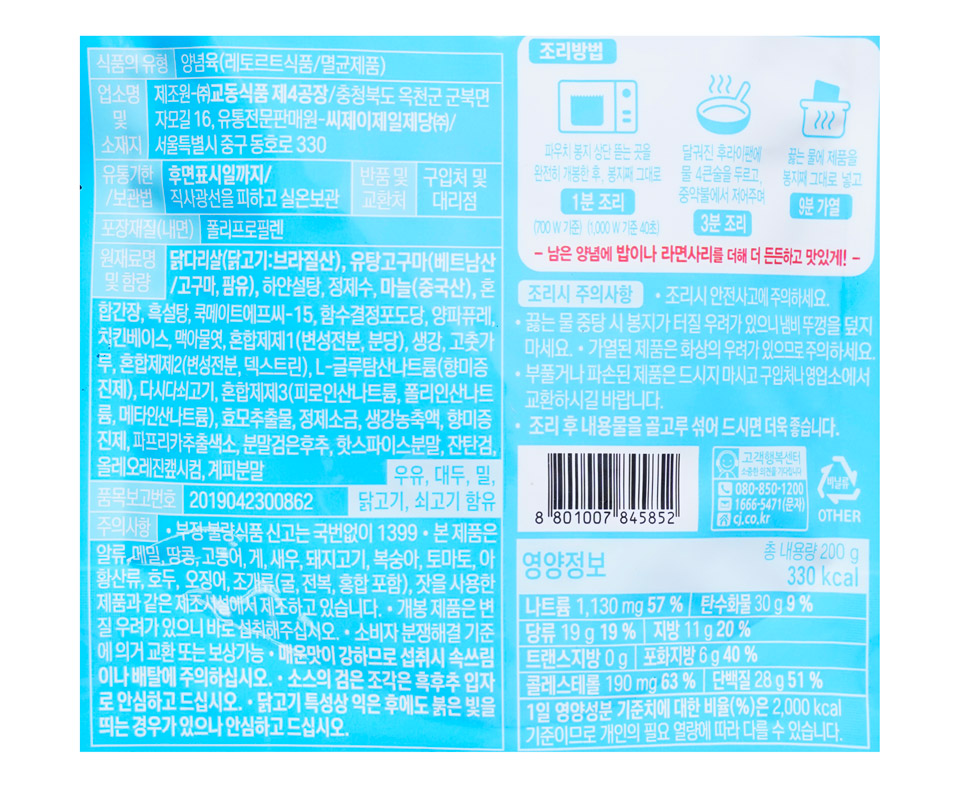 식품의 유형 양념육(레토르트식품/멸균제품)
업소명 및 소재지 제조원-㈜교동식품 제4공장/충청북도 옥천군 군북면
자모길 16, 유통전문판매원-씨제이제일제당㈜/
서울특별시 중구 동호로 330
유통기한/보관법 후면표시일까지/
직사광선을 피하고 실온보관
반품 및 교환처 구입처 및 대리점
포장재질(내면) 폴리프로필렌
원재료명 및 함량 닭다리살(닭고기:브라질산), 유탕고구마(베트남산
/고구마, 팜유), 하얀설탕, 정제수, 마늘(중국산), 혼
합간장, 흑설탕, 쿡메이트에프씨-15, 함수결정포도당, 양파퓨레,
치킨베이스, 맥아물엿, 혼합제제1(변성전분, 분당), 생강, 고춧가
루, 혼합제제2(변성전분, 덱스트린), L-글루탐산나트륨(향미증
진제), 다시다쇠고기, 혼합제제3(피로인산나트륨, 폴리인산나트
륨, 메타인산나트륨), 효모추출물, 정제소금, 생강농축액, 향미증
진제, 파프리카추출색소, 분말검은후추, 핫스파이스분말, 잔탄검,
올레오레진캪시컴, 계피분말
우유, 대두, 밀,
닭고기, 쇠고기 함유
품목보고번호 2019042300862
주의사항 • 부정·불량식품 신고는 국번없이 1399 • 본 제품은
알류, 메밀, 땅콩, 고등어, 게, 새우, 돼지고기, 복숭아, 토마토, 아
황산류, 호두, 오징어, 조개류(굴, 전복, 홍합 포함), 잣을 사용한
제품과 같은 제조시설에서 제조하고 있습니다. • 개봉 제품은 변
질 우려가 있으니 바로 섭취해주십시오. • 소비자 분쟁해결 기준
에 의거 교환 또는 보상가능 • 매운맛이 강하므로 섭취시 속쓰림
이나 배탈에 주의하십시오. • 소스의 검은 조각은 흑후추 입자
로 안심하고 드십시오. • 닭고기 특성상 익은 후에도 붉은 빛을
띄는 경우가 있으나 안심하고 드십시오.
조리방법
파우치 봉지 상단 뜯는 곳을
완전히 개봉한 후, 봉지째 그대로
1분 조리
(700 W 기준) (1,000 W 기준 40초)
달궈진 후라이팬에
물 4큰술을 두르고,
중약불에서 저어주며
3분 조리
끓는 물에 제품을
봉지째 그대로 넣고
9분 가열
- 남은 양념에 밥이나 라면사리를 더해 더 든든하고 맛있게! -
조리시 주의사항 • 조리시 안전사고에 주의하세요.
• 끓는 물 중탕 시 봉지가 터질 우려가 있으니 냄비 뚜껑을 덮지
마세요. • 가열된 제품은 화상의 우려가 있으므로 주의하세요.
• 부풀거나 파손된 제품은 드시지 마시고 구입처나 영업소에서
교환하시길 바랍니다.
• 조리 후 내용물을 골고루 섞어 드시면 더욱 좋습니다.
8 801007 845852
고객행복센터
소중한 의견을 기다립니다
080-850-1200
1666-5471(문자)
cj.co.kr
비닐류
OTHER
영양정보
총 내용량 200 g
330 kcal
나트륨 1,130 mg 57 % 탄수화물 30 g 9 %
당류 19 g 19 % 지방 11 g 20 %
트랜스지방 0 g 포화지방 6 g 40 %
콜레스테롤 190 mg 63 % 단백질 28 g 51 %
1일 영양성분 기준치에 대한 비율(%)은 2,000 kcal
기준이므로 개인의 필요 열량에 따라 다를 수 있습니다.